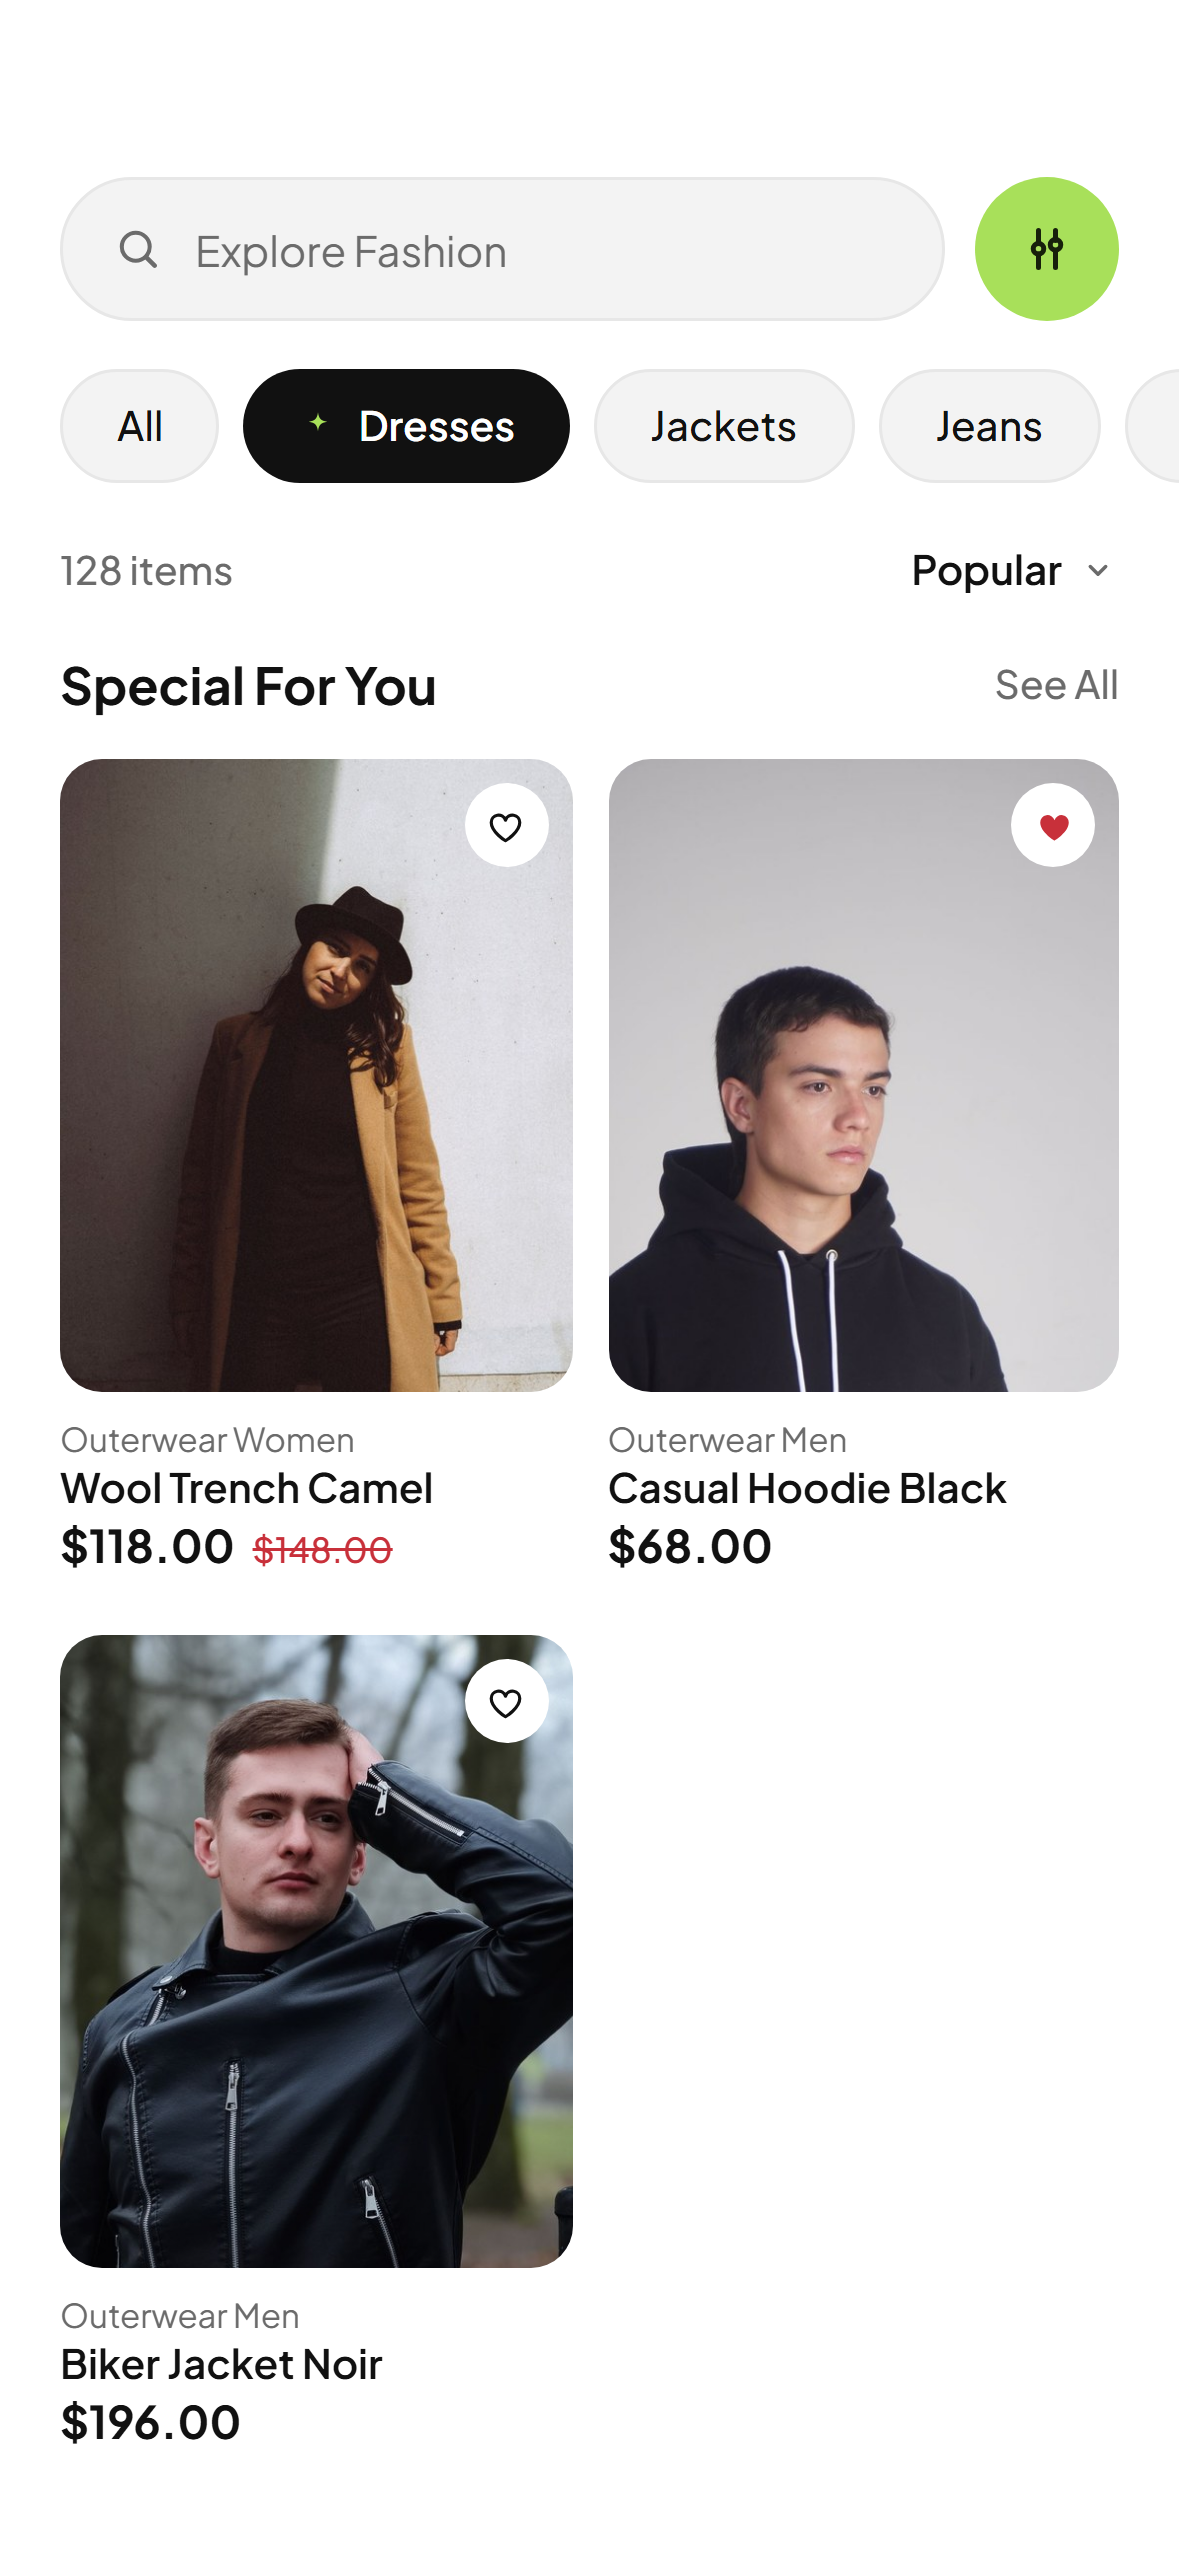 Explore Fashion
All
Dresses
Jackets
Jeans
128 items
Popular
Special For You
See All
Outerwear Women
Wool Trench Camel
$118.00 $148.00
Outerwear Men
Casual Hoodie Black
$68.00
Outerwear Men
Biker Jacket Noir
$196.00